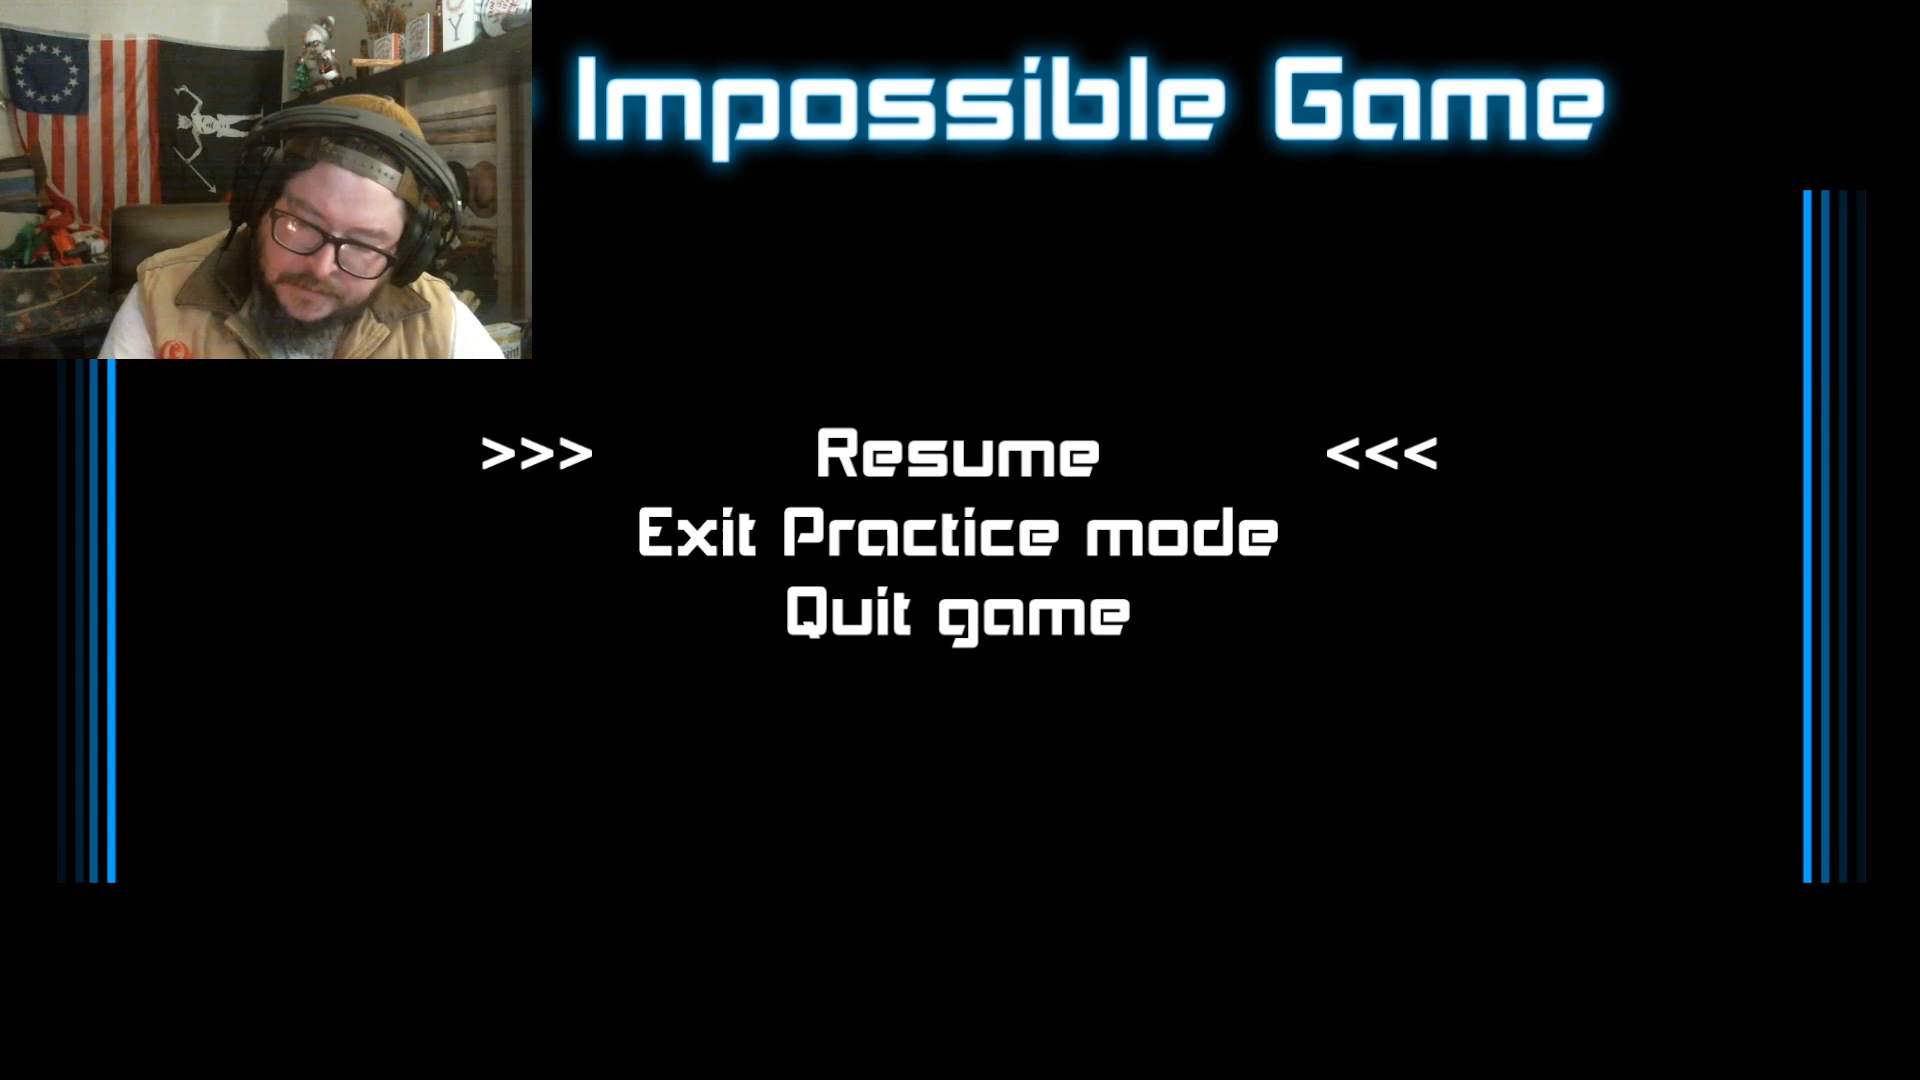 Impossible Game
>>> Resume <<<
Exit Practice mode
Quit game